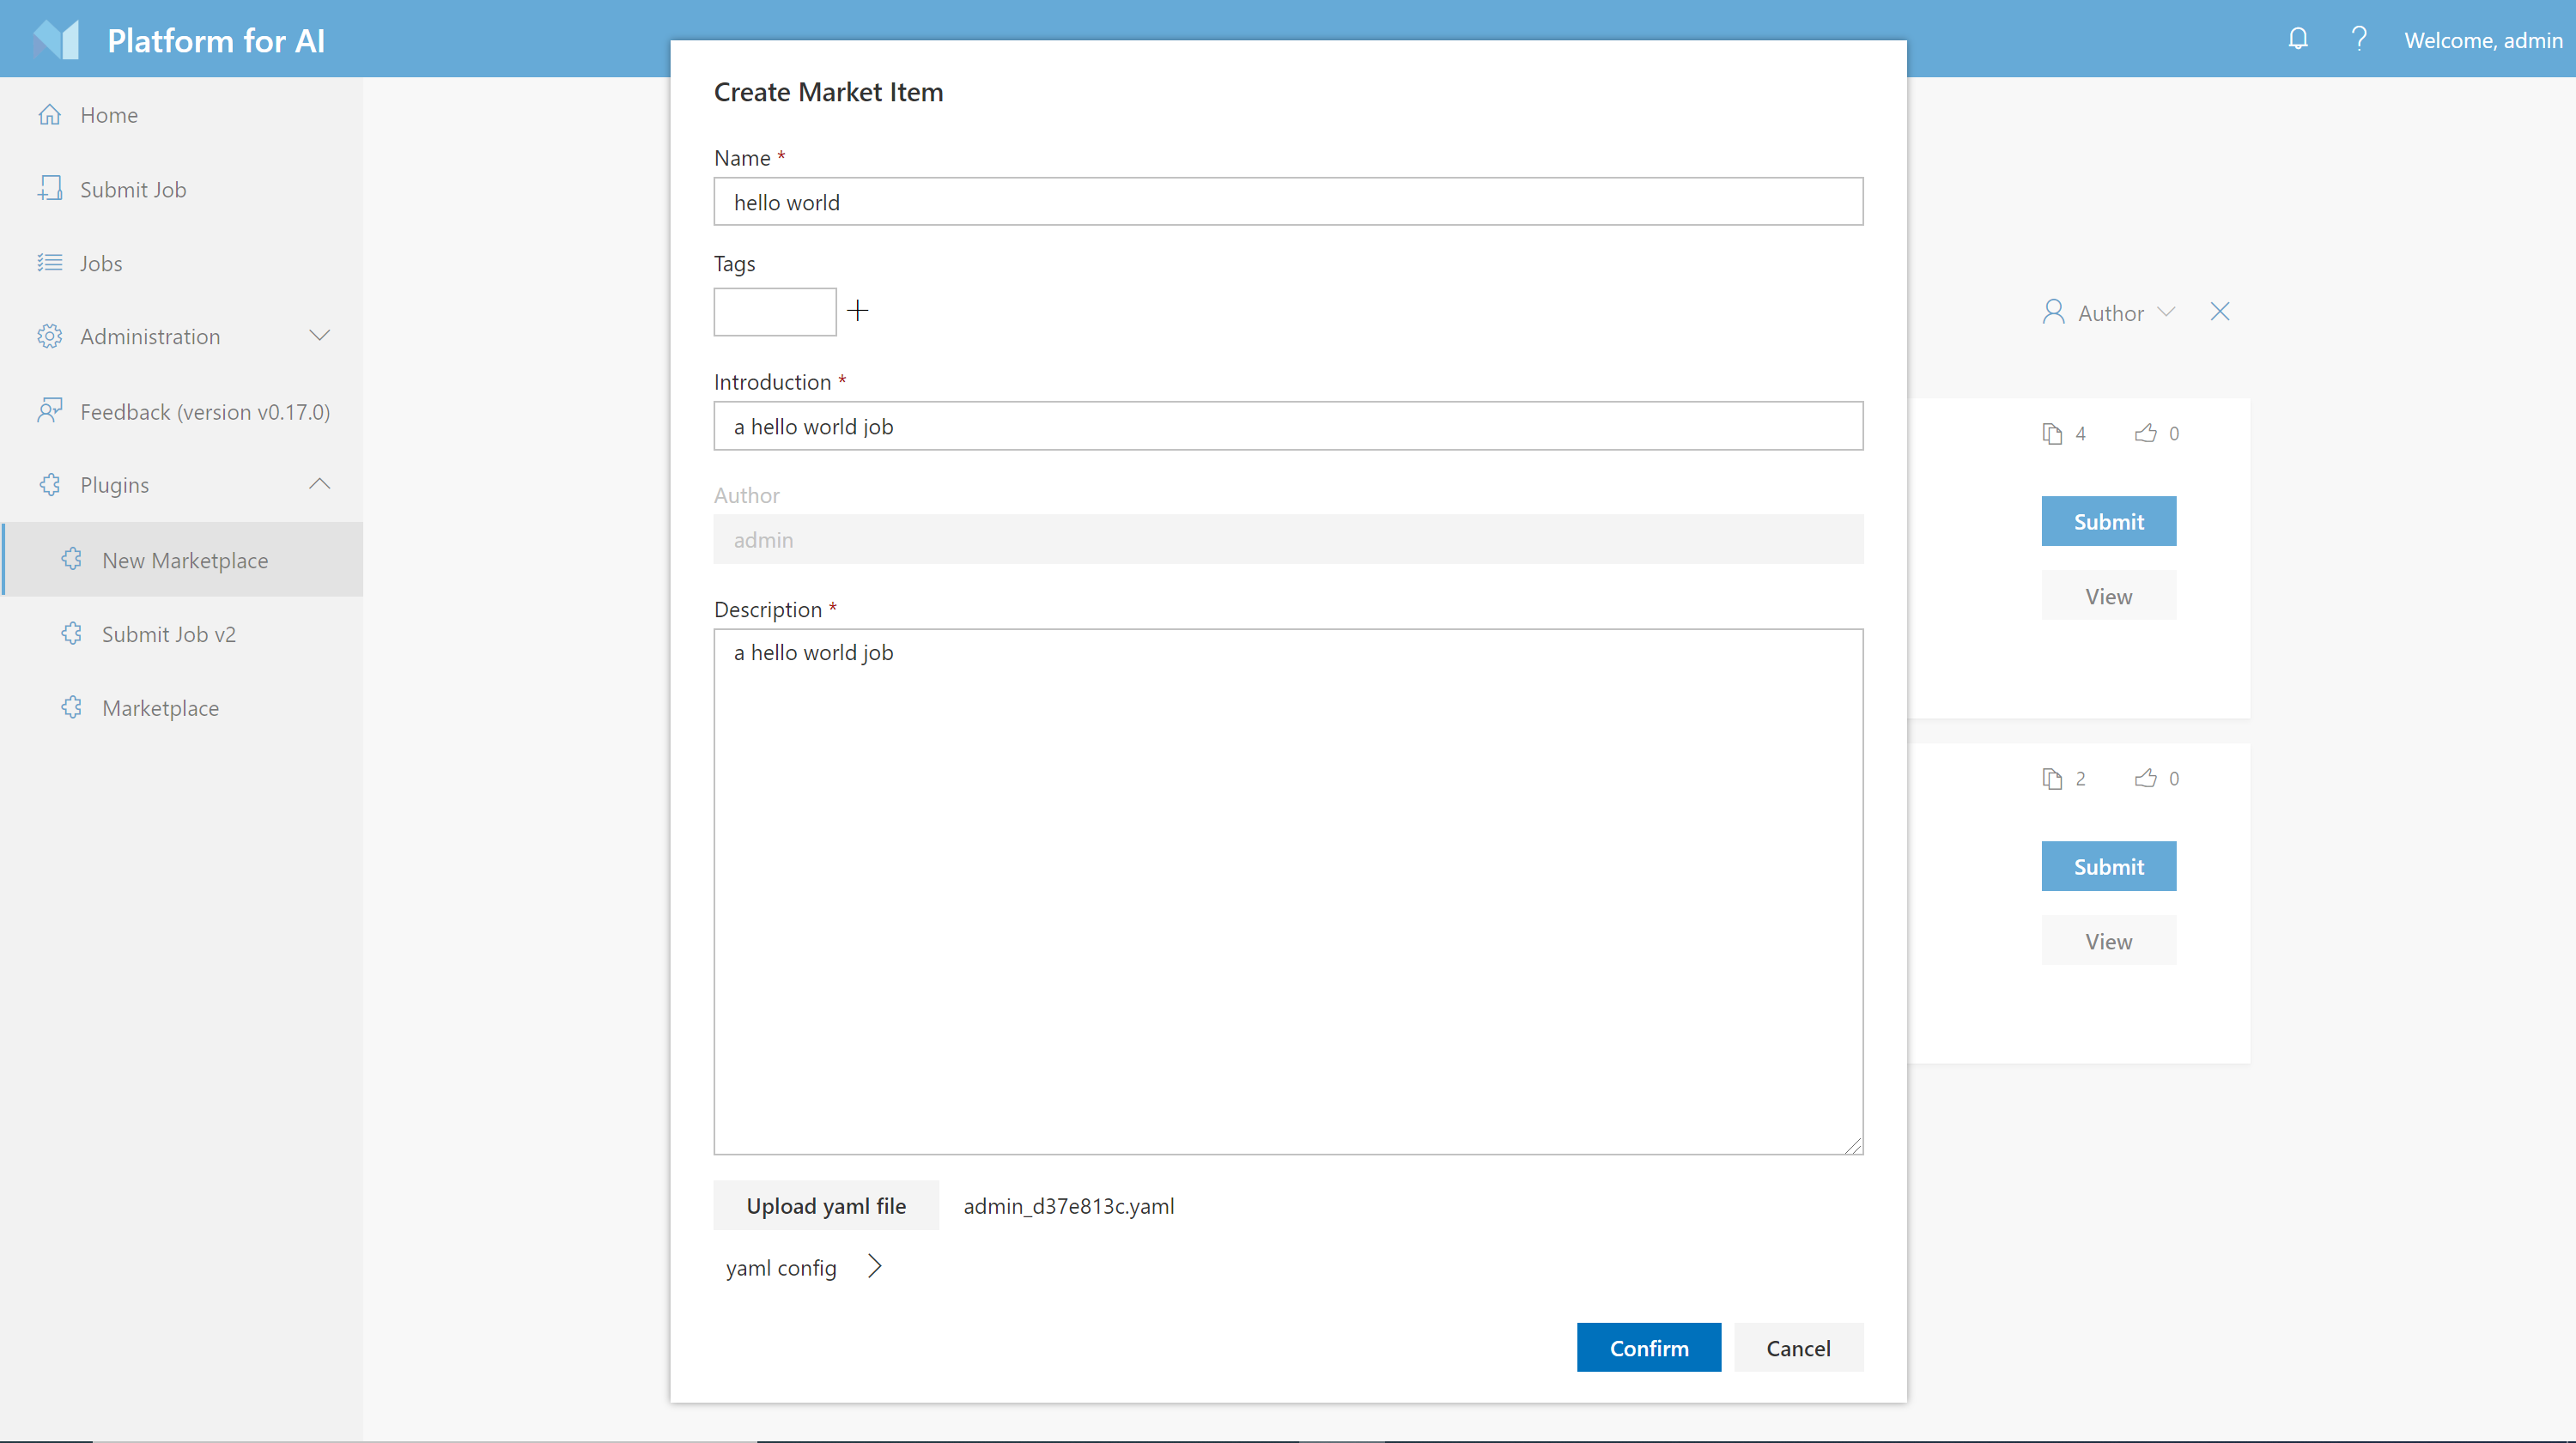 Platform for AI
Welcome, admin
Home
Submit Job
Jobs
Administration
Feedback (version v0.17.0)
Plugins
New Marketplace
Submit Job v2
Marketplace
Create Market Item
Name *
hello world
Tags
Introduction *
a hello world job
Author
admin
Description *
a hello world job
Upload yaml file admin_d37e813c.yaml
yaml config
Confirm Cancel
Author
4 0
Submit
View
2 0
Submit
View